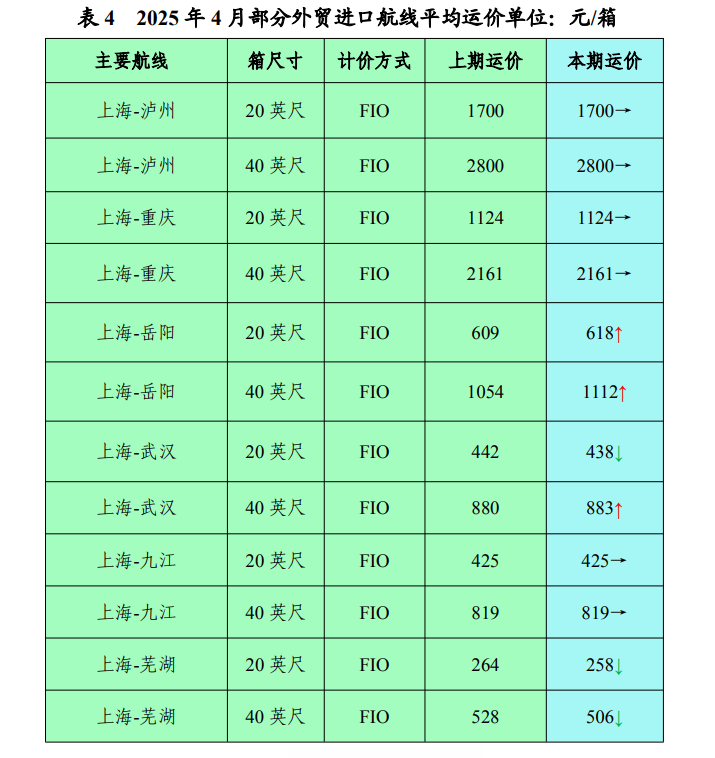 表 4 2025 年 4 月部分外贸进口航线平均运价单位：元/箱
主要航线 箱尺寸 计价方式 上期运价 本期运价
上海-泸州 20 英尺 FIO 1700 1700→
上海-泸州 40 英尺 FIO 2800 2800→
上海-重庆 20 英尺 FIO 1124 1124→
上海-重庆 40 英尺 FIO 2161 2161→
上海-岳阳 20 英尺 FIO 609 618↑
上海-岳阳 40 英尺 FIO 1054 1112↑
上海-武汉 20 英尺 FIO 442 438↓
上海-武汉 40 英尺 FIO 880 883↑
上海-九江 20 英尺 FIO 425 425→
上海-九江 40 英尺 FIO 819 819→
上海-芜湖 20 英尺 FIO 264 258↓
上海-芜湖 40 英尺 FIO 528 506↓